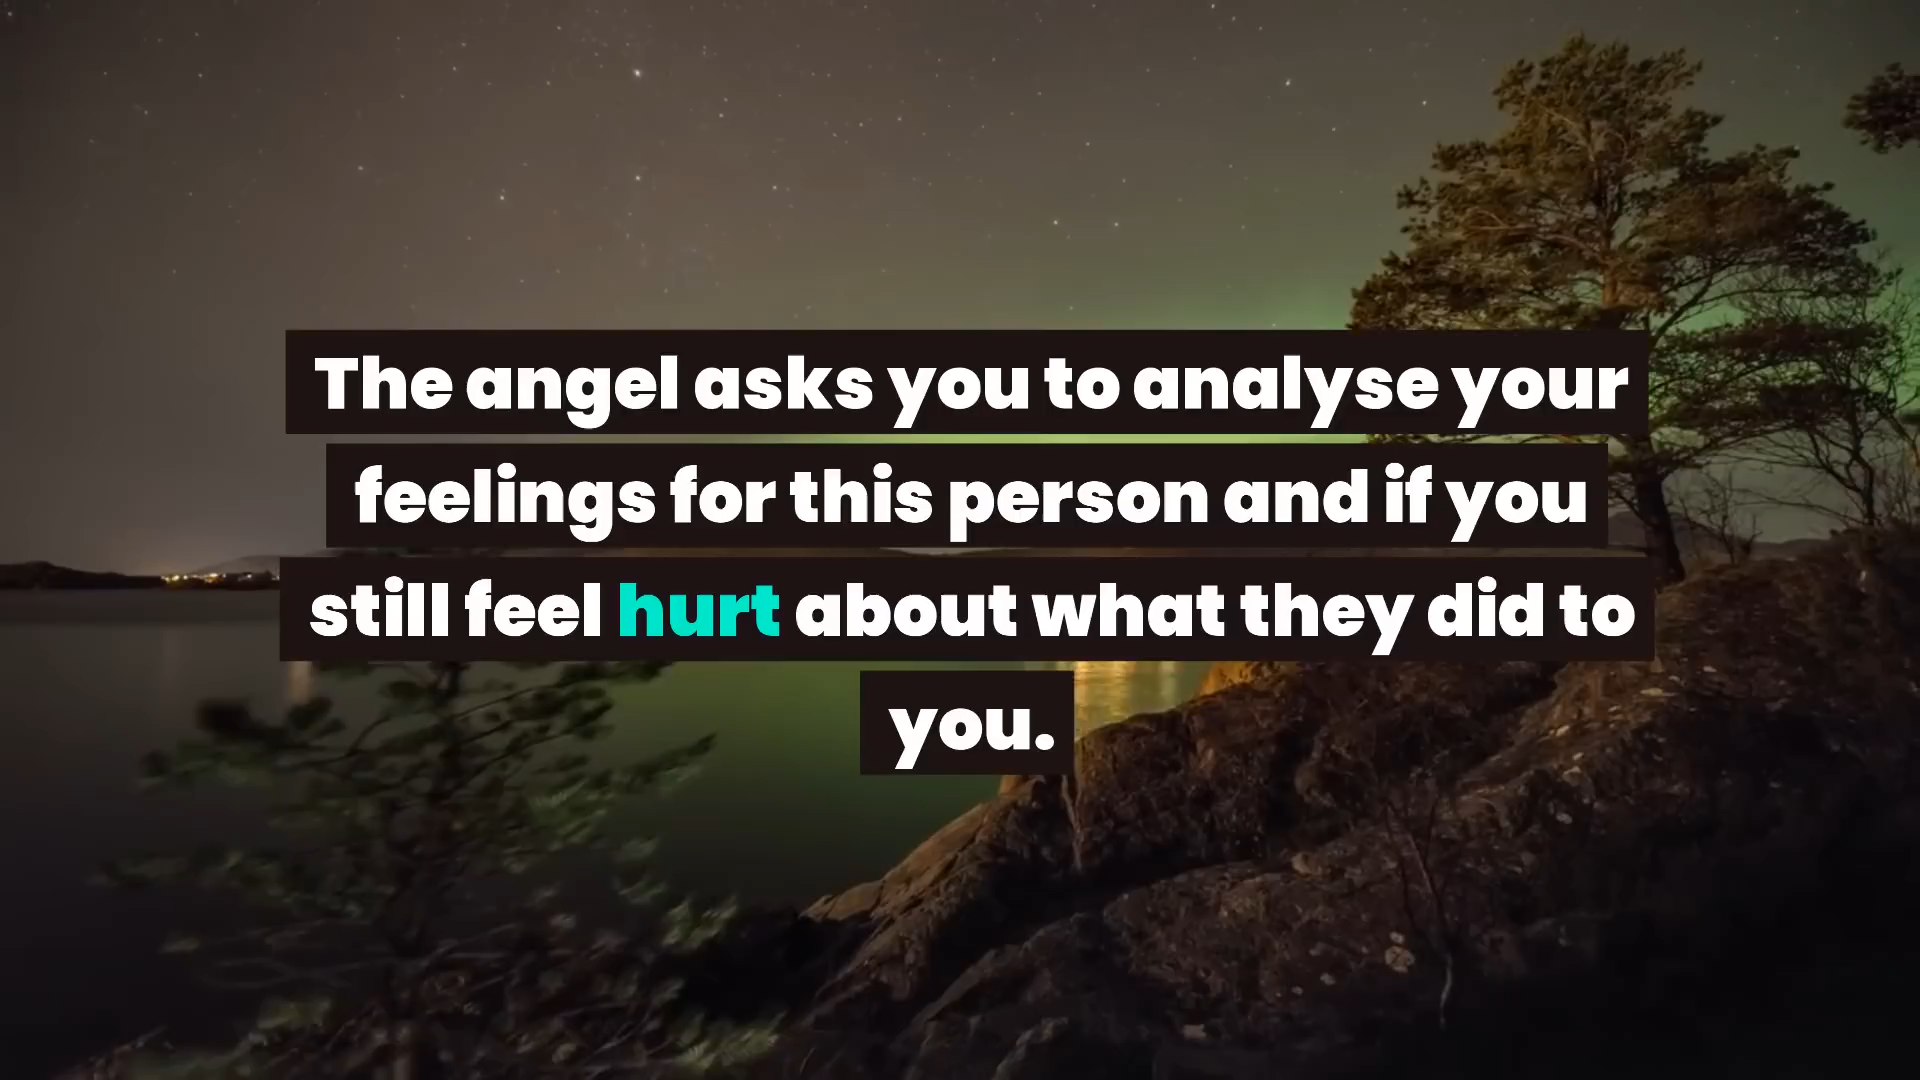 The angel asks you to analyse your
feelings for this person and if you
still feel hurt about what they did to
you.